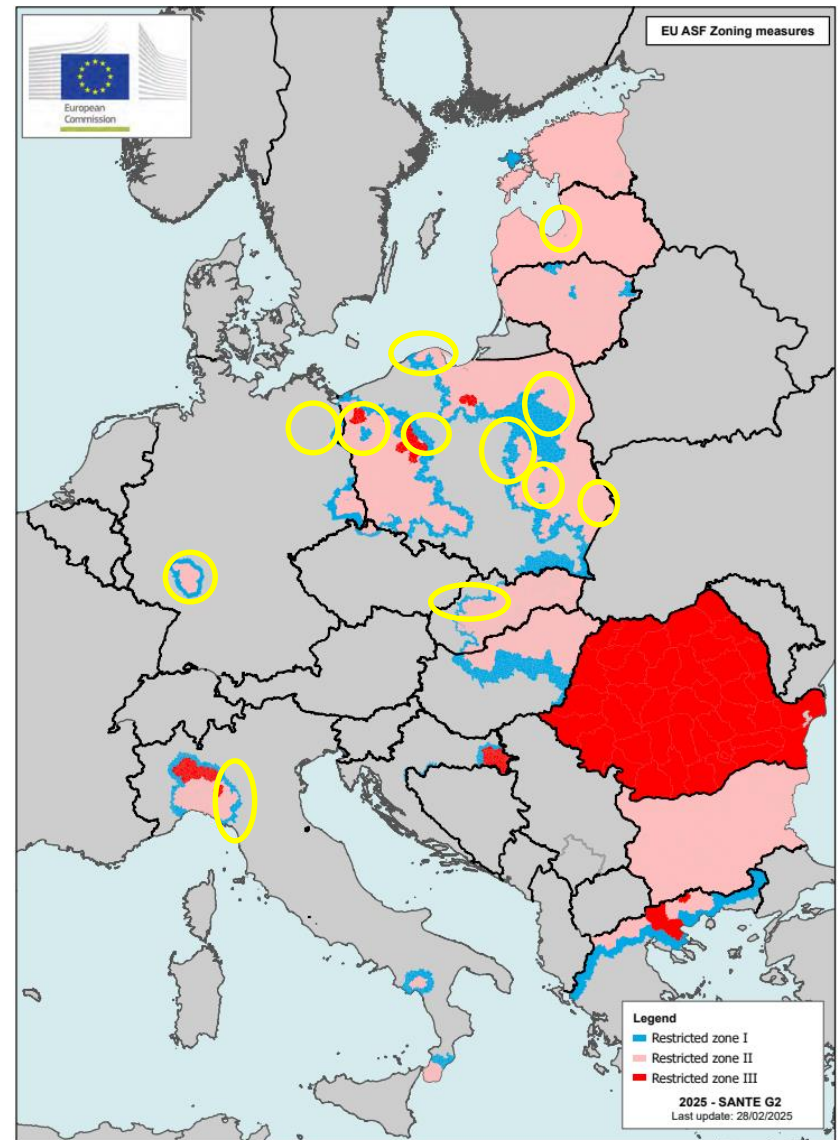 EU ASF Zoning measures
European
Commission
Legend
Restricted zone I
Restricted zone II
Restricted zone III
2025 - SANTE G2
Last update: 28/02/2025